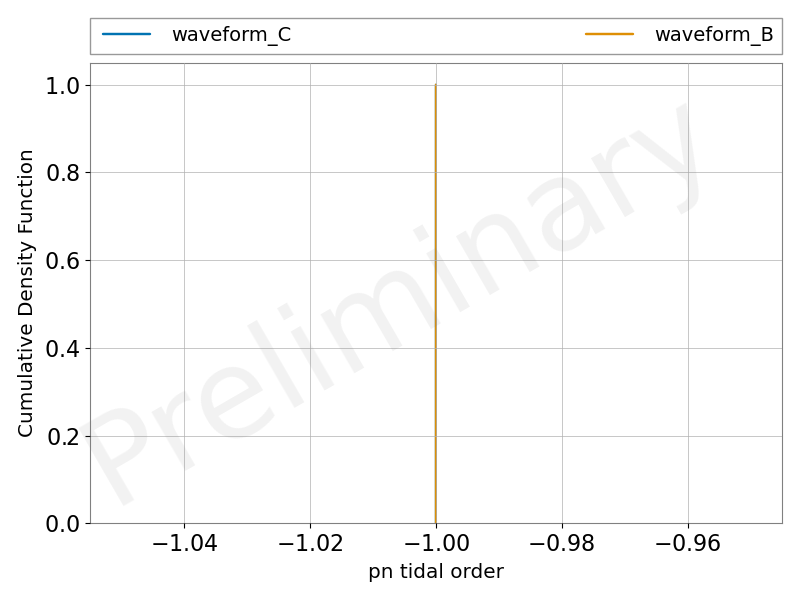 waveform_C waveform_B
1.0
0.8
0.6
0.4
0.2
0.0
Cumulative Density Function
Preliminary
−1.04 −1.02 −1.00 −0.98 −0.96
pn tidal order